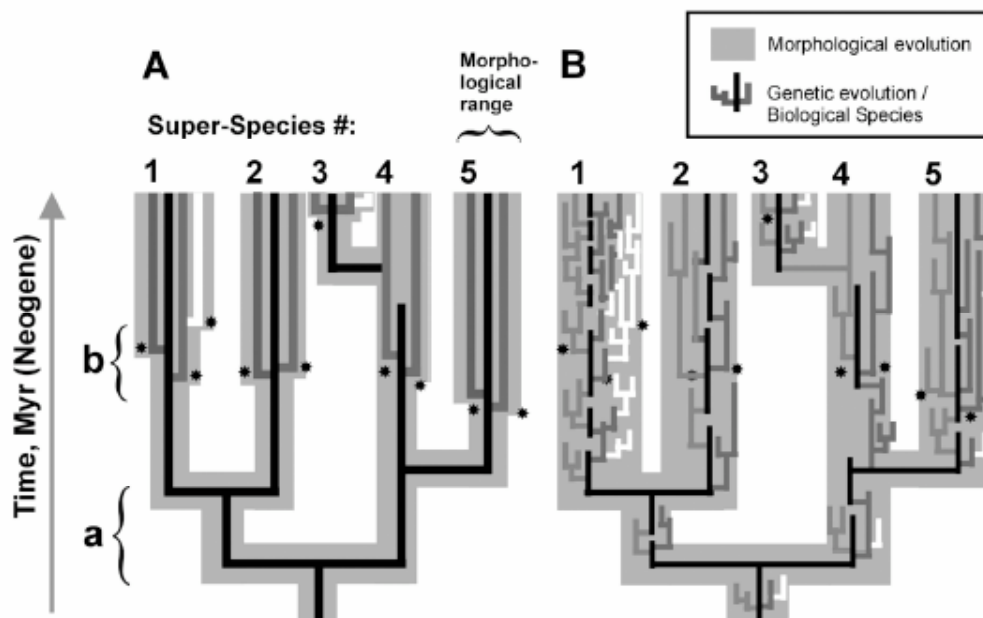 A
Morpho-
logical
range
B
Morphological evolution
Genetic evolution /
Biological Species
Super-Species #:
1 2 3 4 5
1 2 3 4 5
Time, Myr (Neogene)
b
a